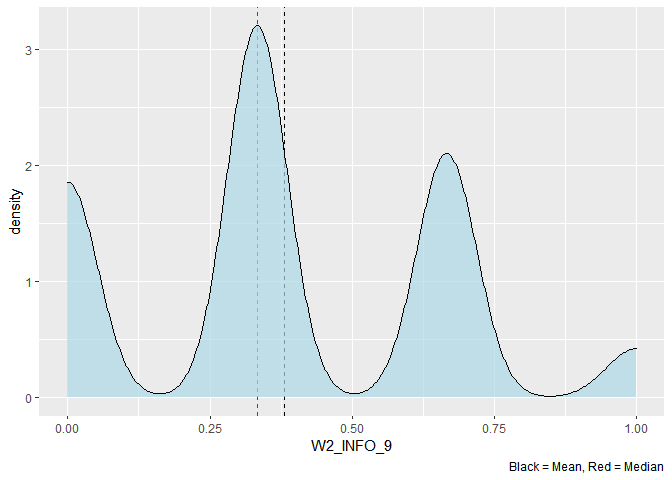 3
2
1
0
density
0.00 0.25 0.50 0.75 1.00
W2_INFO_9
Black = Mean, Red = Median